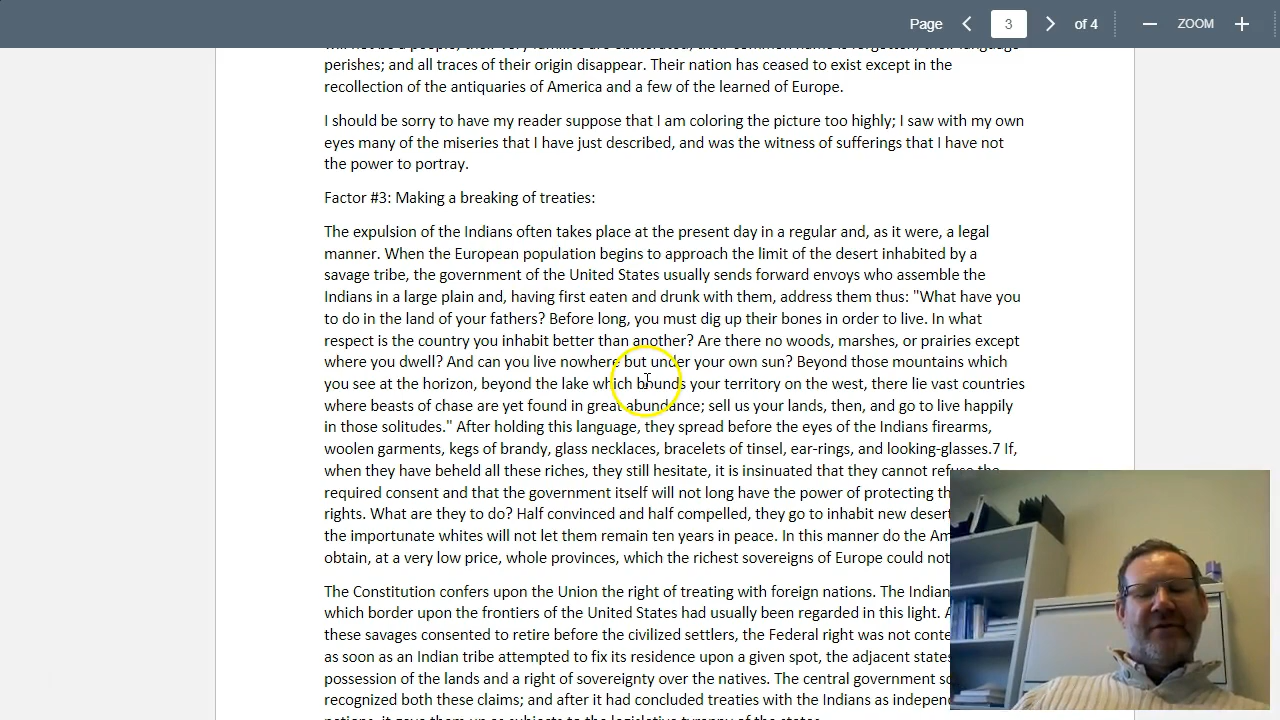 Page 3 of 4 ZOOM
perishes; and all traces of their origin disappear. Their nation has ceased to exist except in the
recollection of the antiquaries of America and a few of the learned of Europe.
I should be sorry to have my reader suppose that I am coloring the picture too highly; I saw with my own
eyes many of the miseries that I have just described, and was the witness of sufferings that I have not
the power to portray.
Factor #3: Making a breaking of treaties:
The expulsion of the Indians often takes place at the present day in a regular and, as it were, a legal
manner. When the European population begins to approach the limit of the desert inhabited by a
savage tribe, the government of the United States usually sends forward envoys who assemble the
Indians in a large plain and, having first eaten and drunk with them, address them thus: "What have you
to do in the land of your fathers? Before long, you must dig up their bones in order to live. In what
respect is the country you inhabit better than another? Are there no woods, marshes, or prairies except
where you dwell? And can you live nowhere but under your own sun? Beyond those mountains which
you see at the horizon, beyond the lake which bounds your territory on the west, there lie vast countries
where beasts of chase are yet found in great abundance; sell us your lands, then, and go to live happily
in those solitudes." After holding this language, they spread before the eyes of the Indians firearms,
woolen garments, kegs of brandy, glass necklaces, bracelets of tinsel, ear-rings, and looking-glasses.7 If,
when they have beheld all these riches, they still hesitate, it is insinuated that they cannot refuse the
required consent and that the government itself will not long have the power of protecting
rights. What are they to do? Half convinced and half compelled, they go to inhabit new
the importunate whites will not let them remain ten years in peace. In this manner do the
obtain, at a very low price, whole provinces, which the richest sovereigns of Europe could not
The Constitution confers upon the Union the right of treating with foreign nations. The
which border upon the frontiers of the United States had usually been regarded in this light.
these savages consented to retire before the civilized settlers, the Federal right was not
as soon as an Indian tribe attempted to fix its residence upon a given spot, the adjacent
possession of the lands and a right of sovereignty over the natives. The central government
recognized both these claims; and after it had concluded treaties with the Indians as